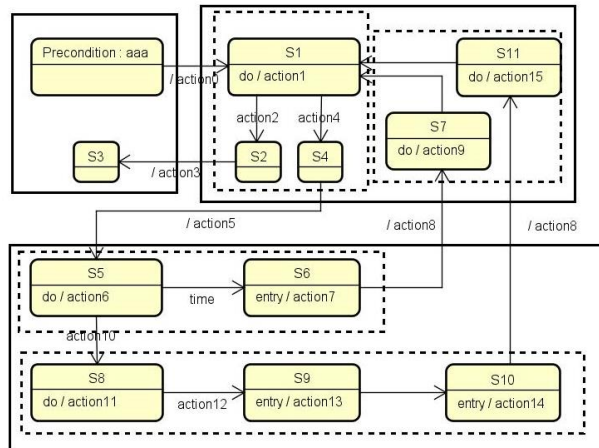 Precondition : aaa
/ action0
S1
do / action1
S11
do / action15
action2
action4
S7
do / action9
S3
/ action3
S2
S4
/ action5
/ action8
/ action8
S5
do / action6
time
S6
entry / action7
action10
S8
do / action11
action12
S9
entry / action13
S10
entry / action14